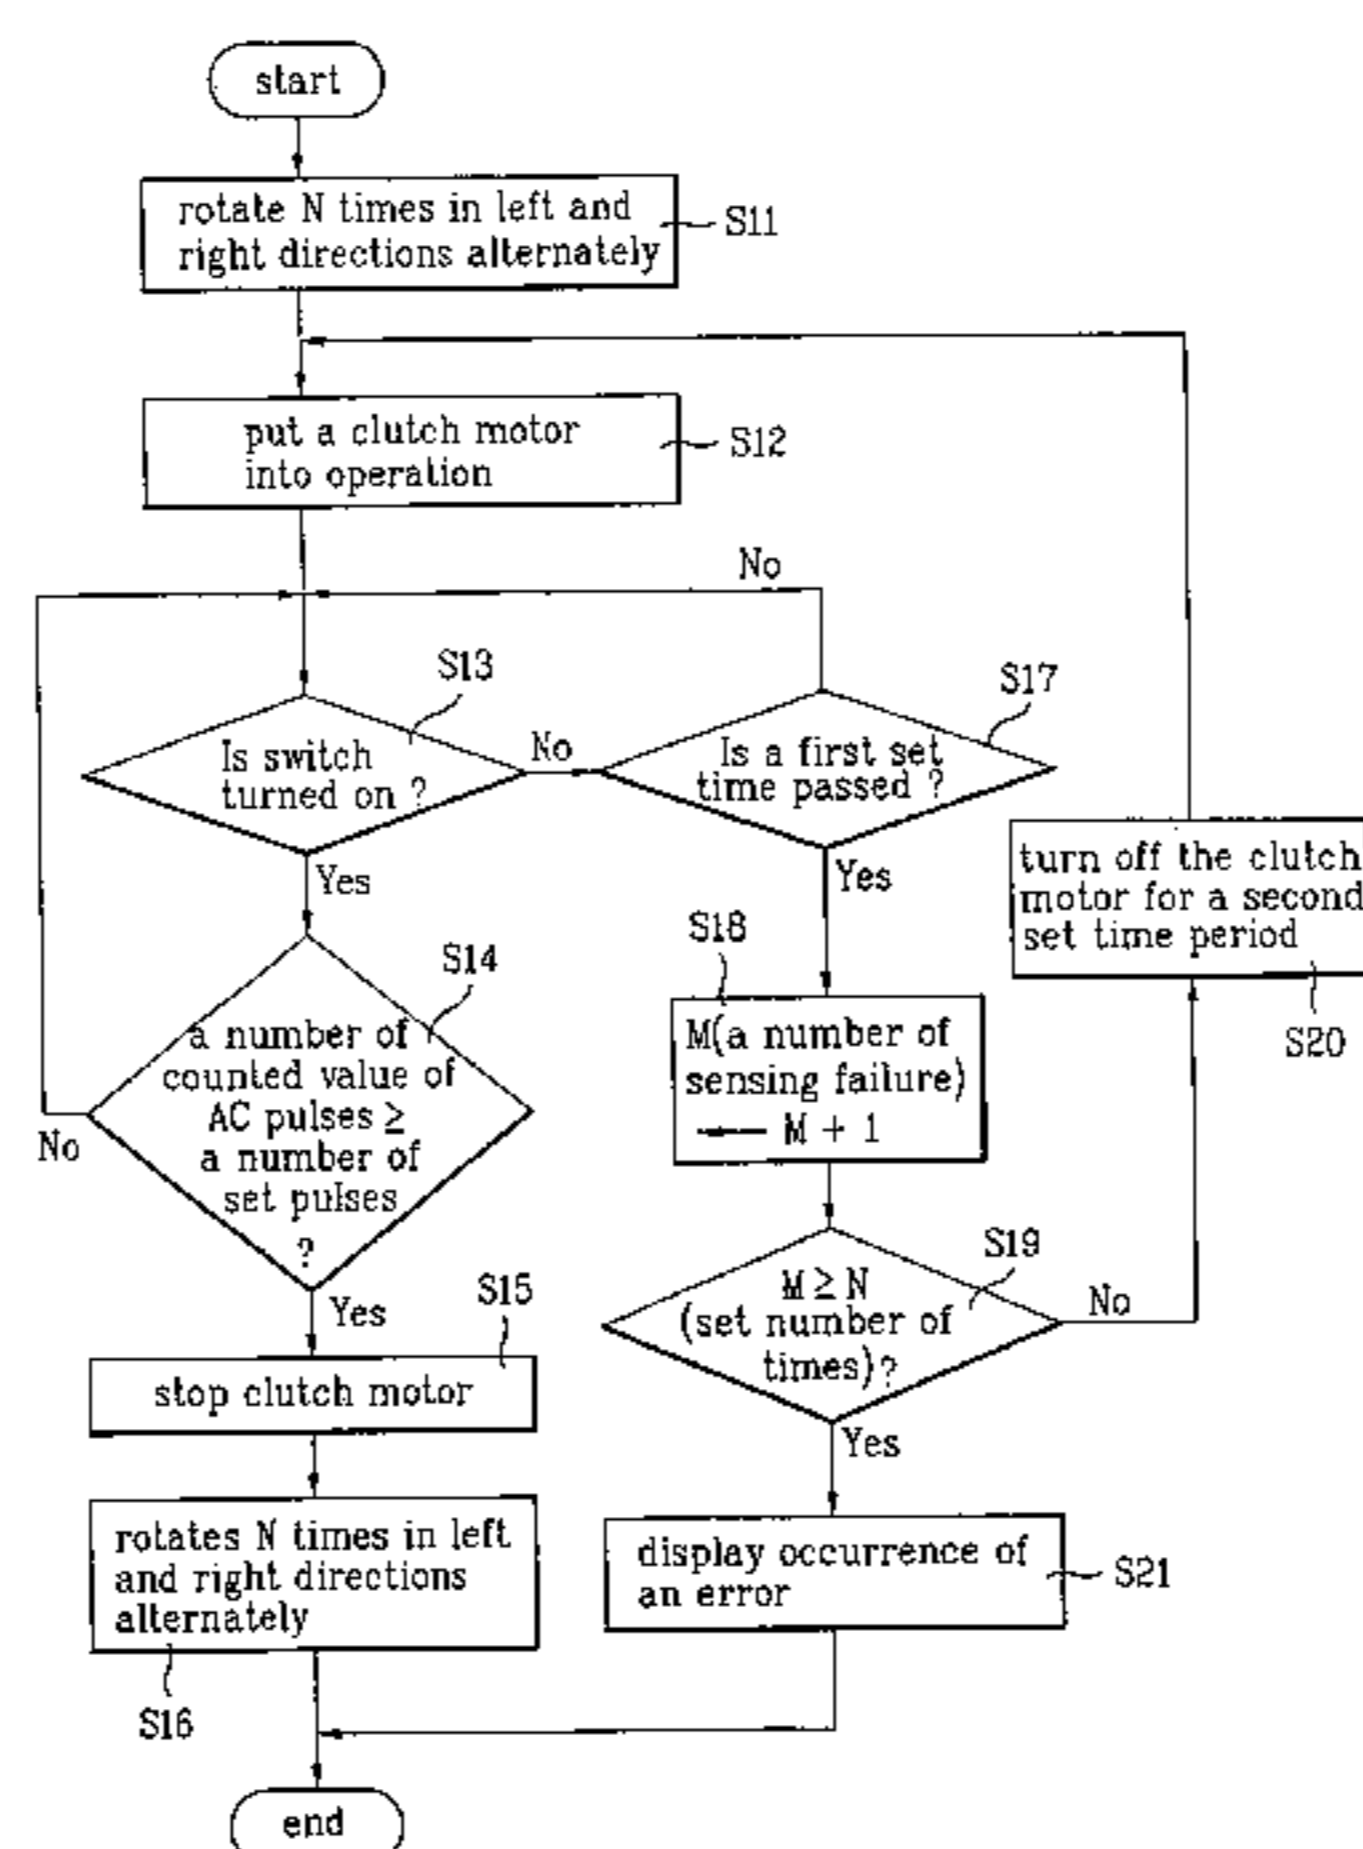 start
rotate N times in left and
right directions alternately
S11
put a clutch motor
into operation
S12
No
S13
Is switch
turned on ?
No
S17
Is a first set
time passed ?
Yes
Yes
turn off the clutch
motor for a second
set time period
S20
S14
a number of
counted value of
AC pulses ≥
a number of
set pulses
?
No
S18
M(a number of
sensing failure)
← M + 1
S19
M ≥ N
(set number of
times)?
No
Yes
S15
stop clutch motor
Yes
rotates N times in left
and right directions
alternately
S16
display occurrence of
an error
S21
end